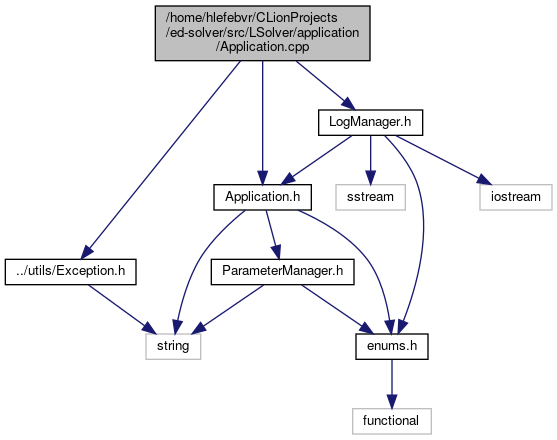 /home/hlefebvr/CLionProjects
/ed-solver/src/LSolver/application
/Application.cpp
LogManager.h
Application.h
sstream
iostream
../utils/Exception.h
ParameterManager.h
string
enums.h
functional